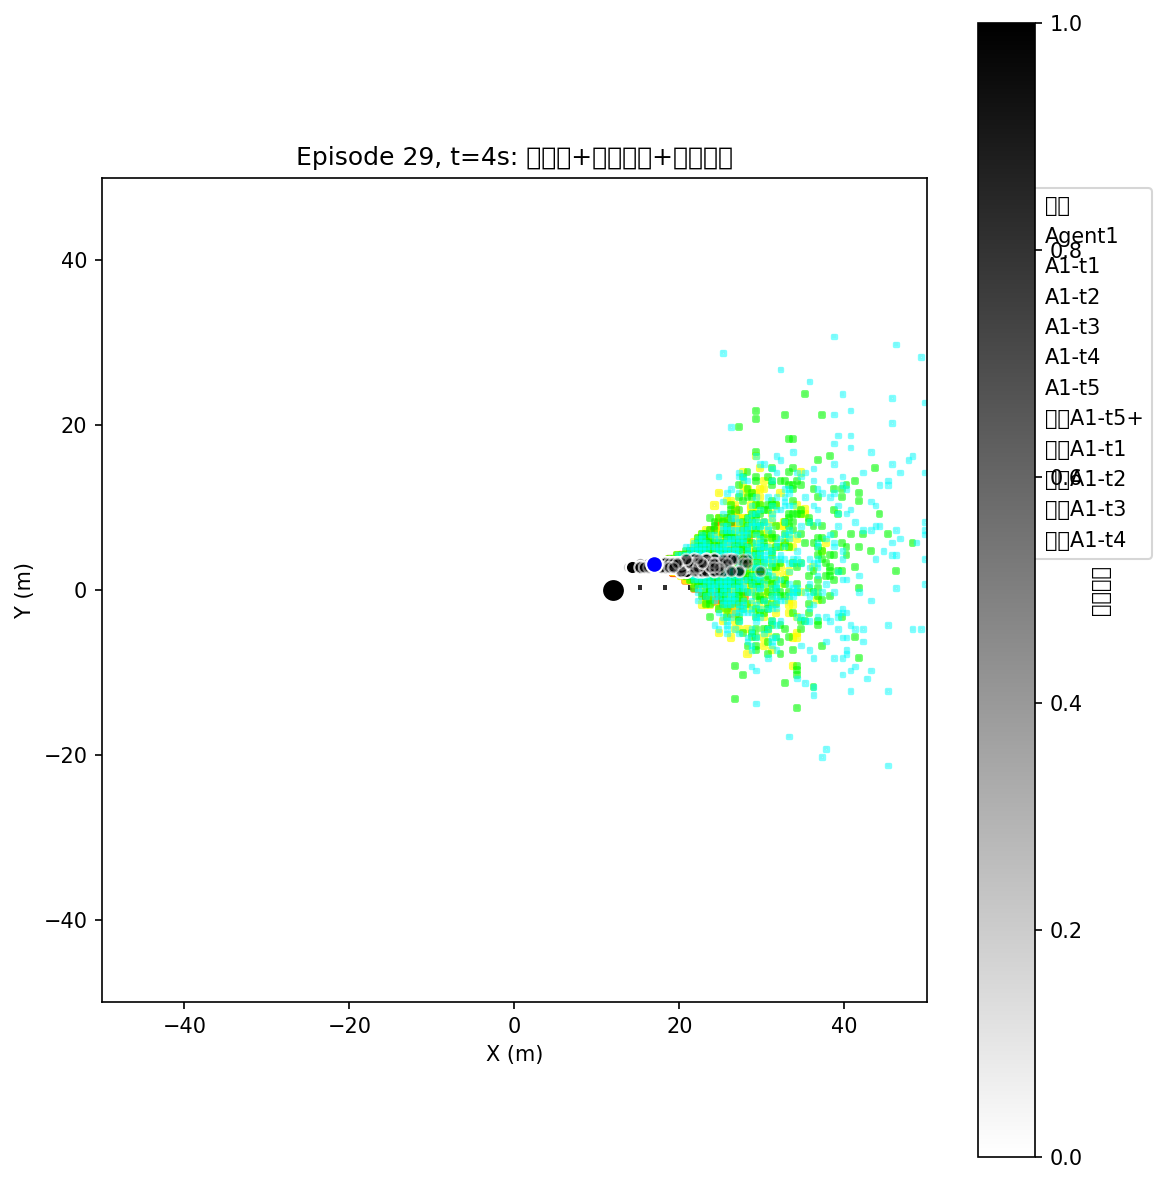 Episode 29, t=4s: □□□+□□□□+□□□□
40
20
0
−20
−40
Y (m)
−40
−20
0
20
40
X (m)
1.0
0.8
0.6
0.4
0.2
0.0
□□□□
□□
Agent1
A1-t1
A1-t2
A1-t3
A1-t4
A1-t5
□□A1-t5+
□□A1-t1
□□A1-t2
□□A1-t3
□□A1-t4